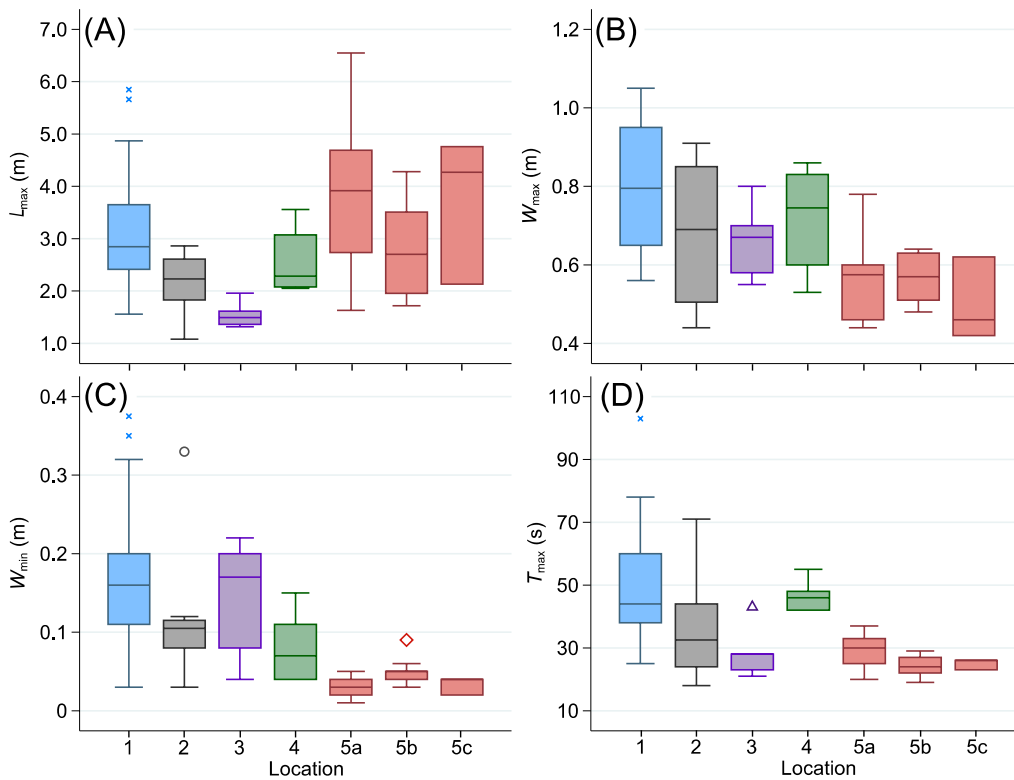 (A)
7.0
6.0
5.0
4.0
3.0
2.0
1.0
Lmax (m)
(B)
1.2
1.0
0.8
0.6
0.4
Wmax (m)
(C)
0.4
0.3
0.2
0.1
0
Wmin (m)
1 2 3 4 5a 5b 5c
Location
(D)
110
90
70
50
30
10
Tmax (s)
1 2 3 4 5a 5b 5c
Location